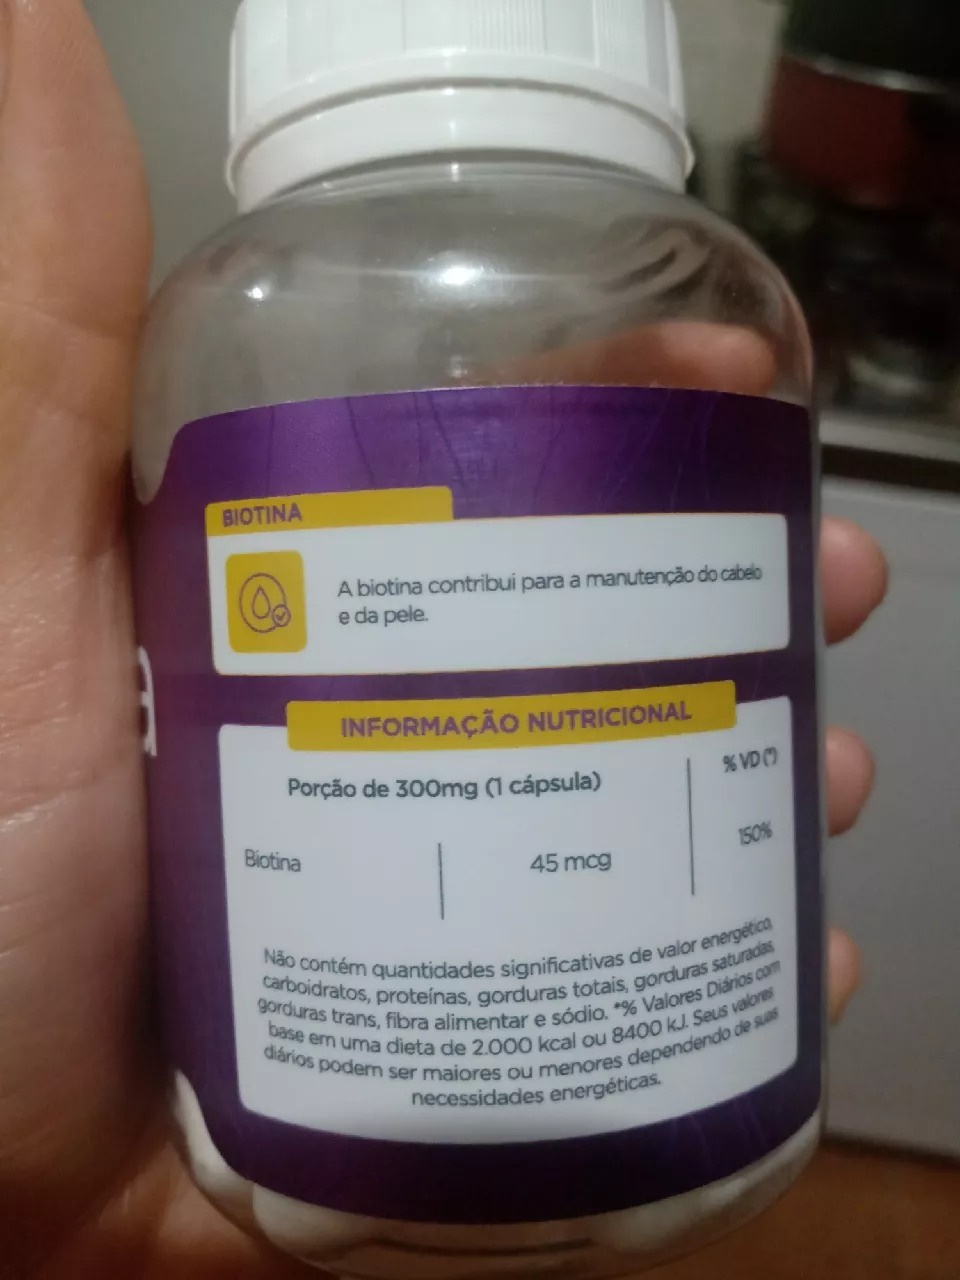 BIOTINA
A biotina contribui para a manutenção do cabelo
e da pele.
INFORMAÇÃO NUTRICIONAL
Porção de 300mg (1 cápsula)
% VD (*)
Biotina
45 mcg
150%
Não contém quantidades significativas de valor energético,
carboidratos, proteínas, gorduras totais, gorduras saturadas,
gorduras trans, fibra alimentar e sódio. *% Valores Diários com
base em uma dieta de 2.000 kcal ou 8400 kJ. Seus valores
diários podem ser maiores ou menores dependendo de suas
necessidades energéticas.
a